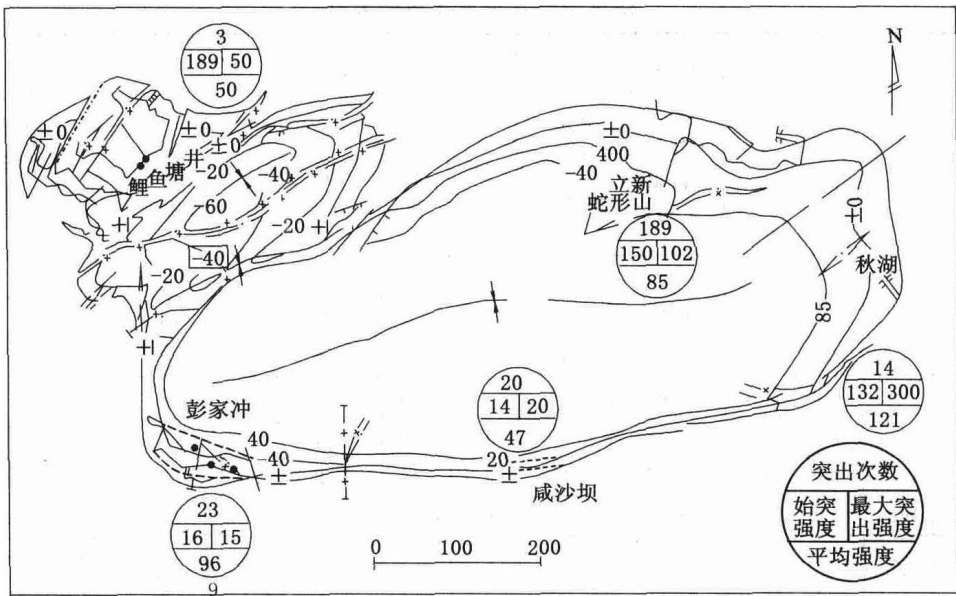 3
189 50
50
N
±0
±0
±0
-20
-40
鲤鱼塘井
-60
-20
-40
-20
±0
400
-40
立新
蛇形山
189
150 102
85
±0
秋湖
85
14
132 300
121
20
14 20
47
彭家冲
40
-40
20
±
±
咸沙坝
23
16 15
96
9
0 100 200
突出次数
始突强度
最大突出强度
平均强度